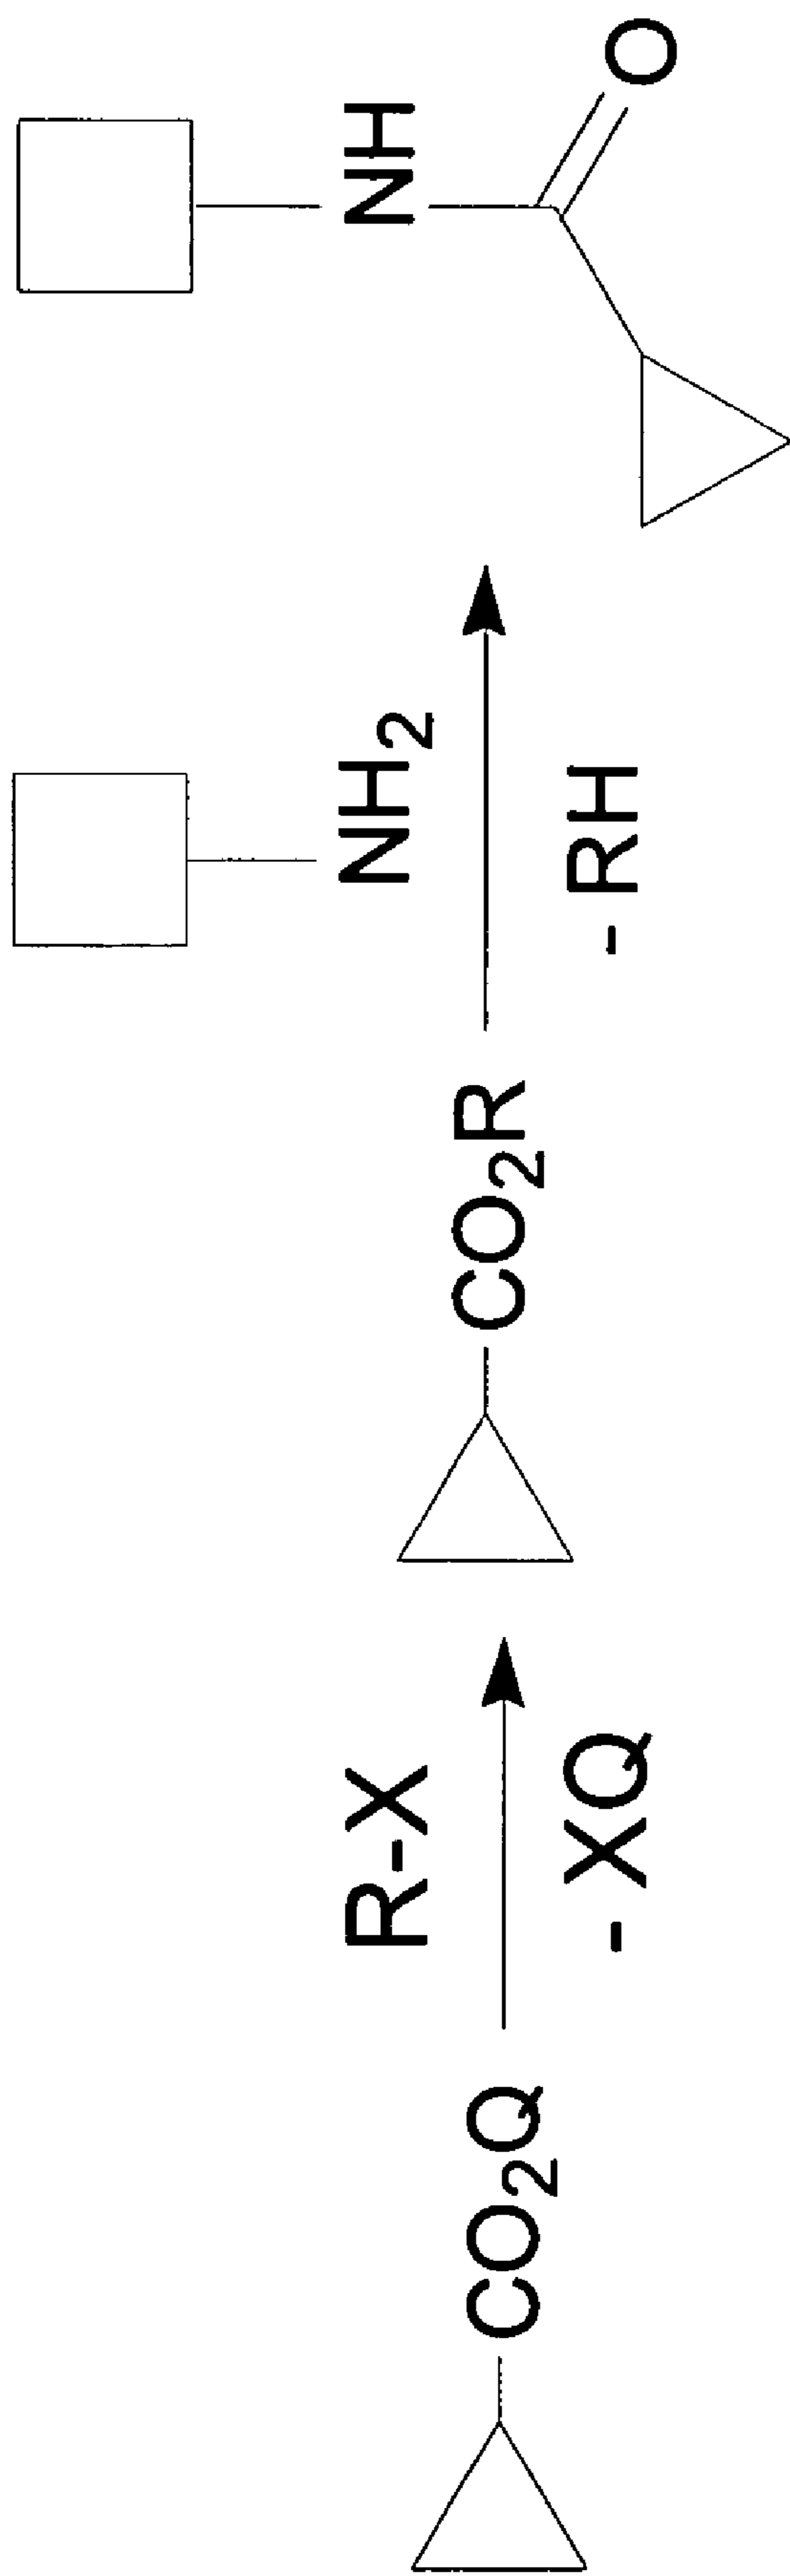 CO2Q
R-X
- XQ
CO2R
NH2
- RH
NH
O